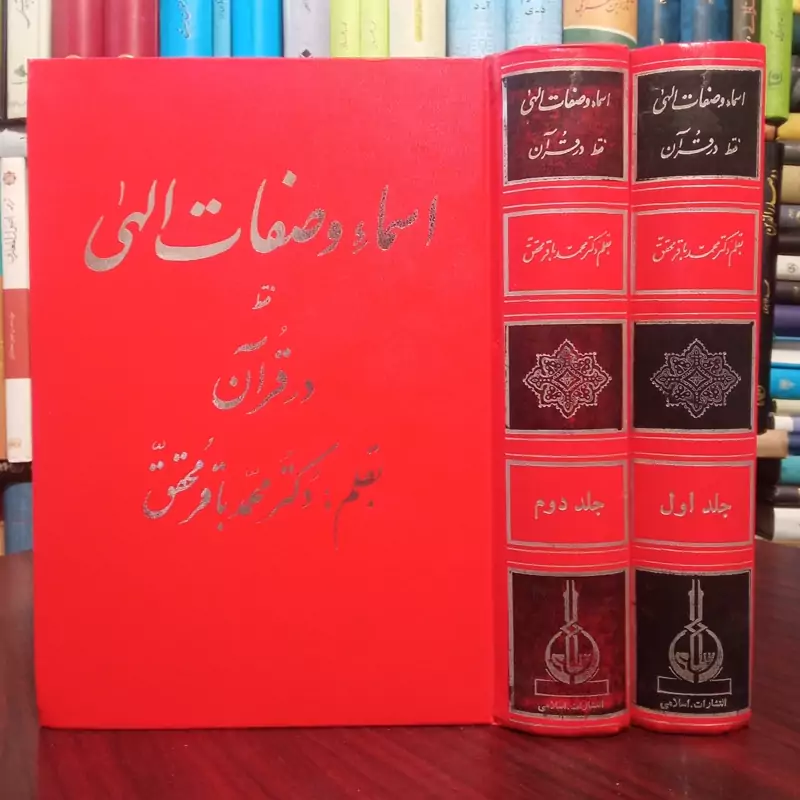 اسماء و صفات الهی
فقط
در قرآن
بقلم: دکتر محمد باقر محقق
اسماء و صفات الهی
فقط در قرآن
بقلم دکتر محمد باقر محقق
جلد دوم
انتشارات اسلامی
اسماء و صفات الهی
فقط در قرآن
بقلم دکتر محمد باقر محقق
جلد اول
انتشارات اسلامی